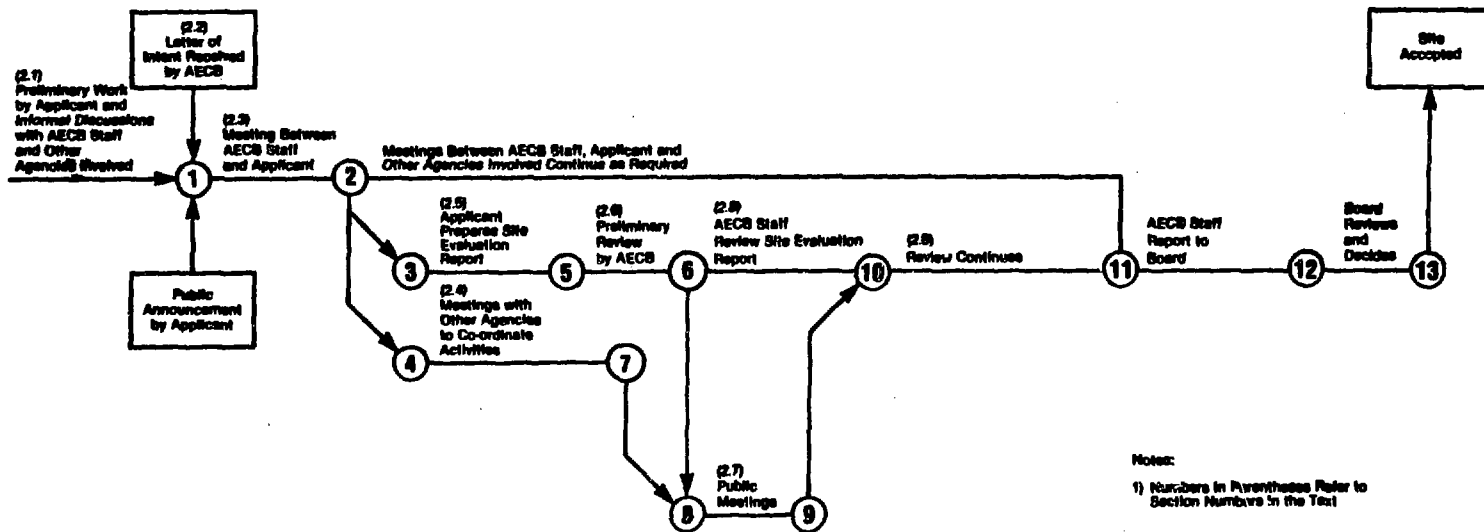 (2.2)
Letter of
Intent Received
by AECB
Site
Accepted
(2.1)
Preliminary Work
by Applicant and
Informal Discussions
with AECB Staff
and Other
Agencies Involved
(2.3)
Meeting Between
AECB Staff
and Applicant
Meetings Between AECB Staff, Applicant and
Other Agencies Involved Continue as Required
1
2
(2.5)
Applicant
Prepares Site
Evaluation
Report
(2.6)
Preliminary
Review
by AECB
(2.8)
AECB Staff
Review Site Evaluation
Report
(2.9)
Review Continues
AECB Staff
Report to
Board
Board
Reviews
and
Decides
3
5
6
10
11
12
13
Public
Announcement
by Applicant
(2.4)
Meetings with
Other Agencies
to Co-ordinate
Activities
4
7
(2.7)
Public
Meetings
8
9
Notes:
1) Numbers in Parentheses Refer to
Section Numbers in the Text